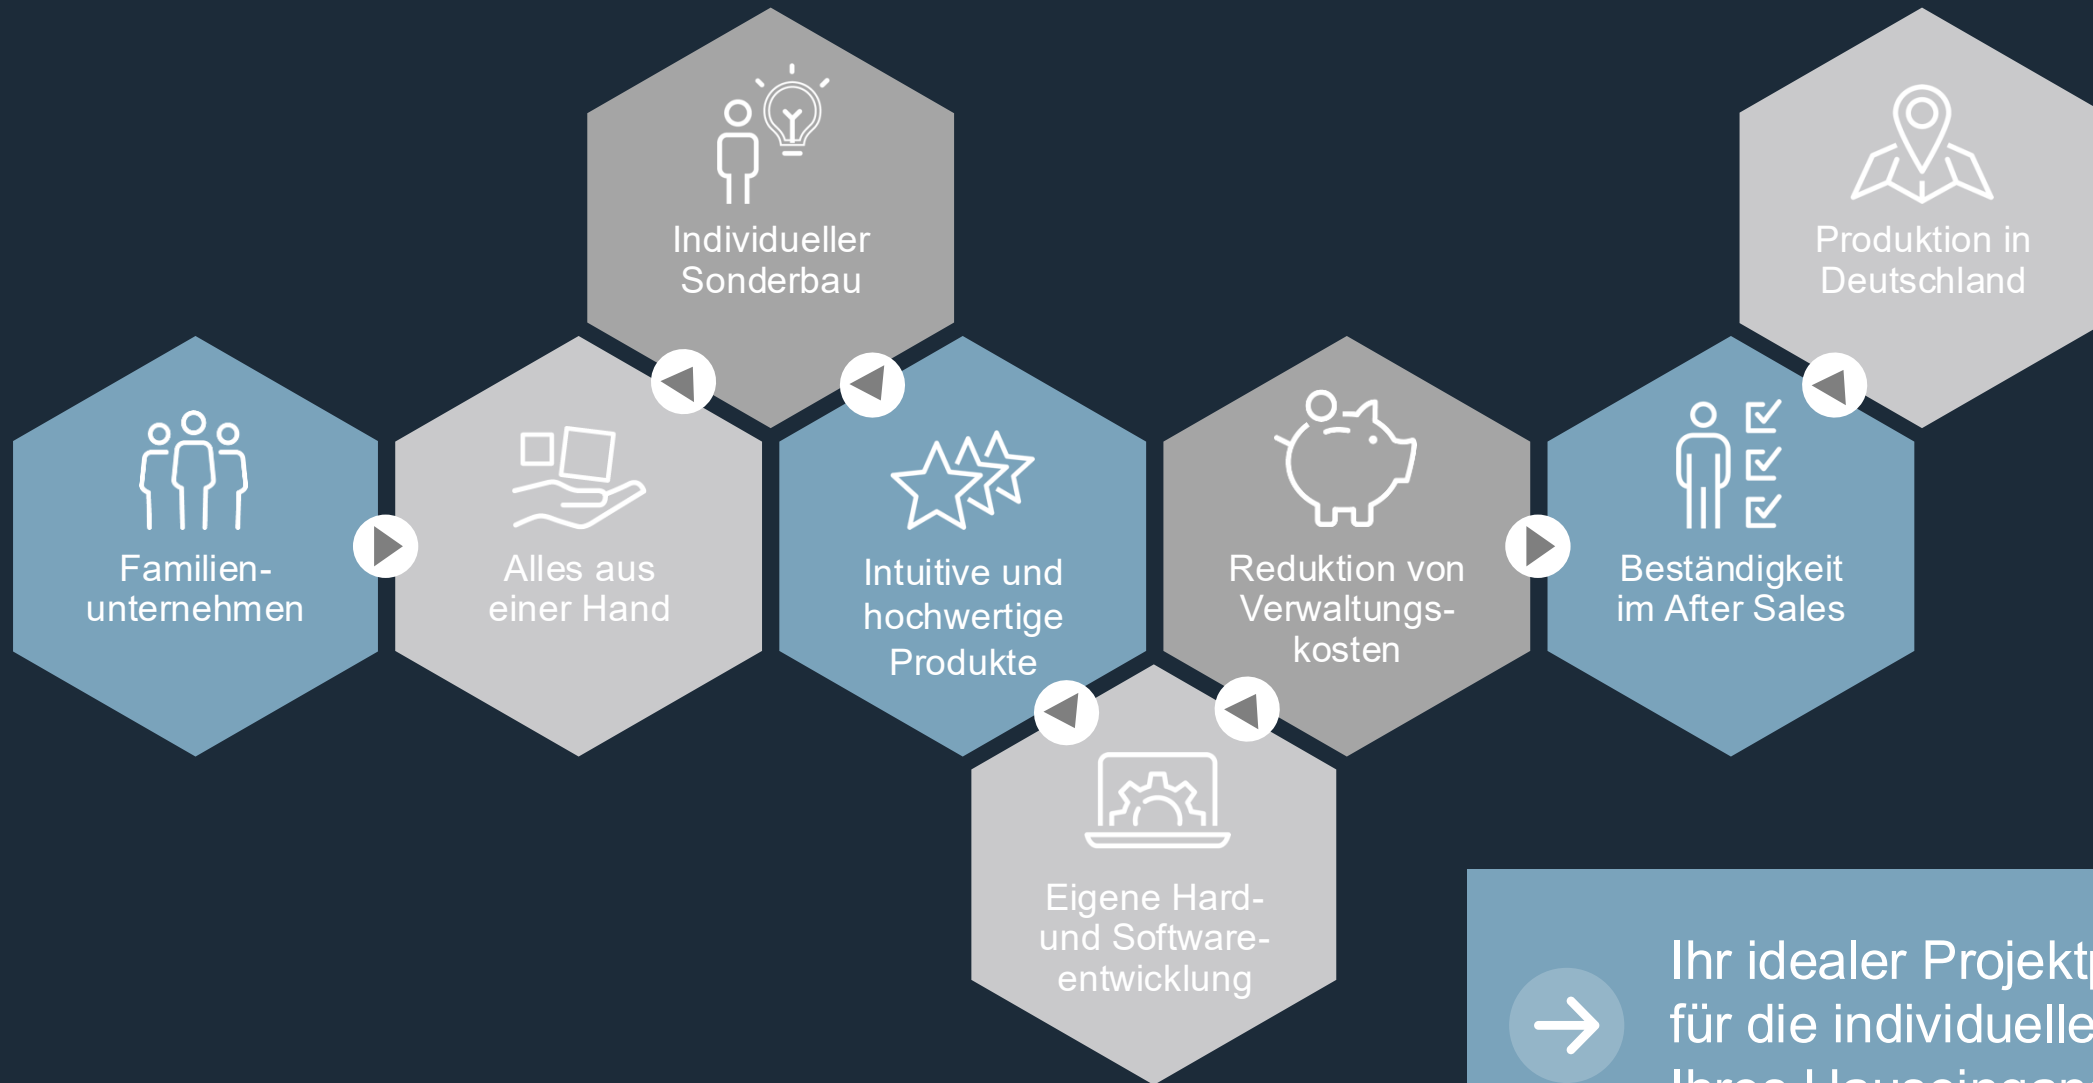 Individueller
Sonderbau
Produktion in
Deutschland
Familien-
unternehmen
Alles aus
einer Hand
Intuitive und
hochwertige
Produkte
Reduktion von
Verwaltungs-
kosten
Beständigkeit
im After Sales
Eigene Hard-
und Software-
entwicklung
Ihr idealer
für die individuelle
Ihres